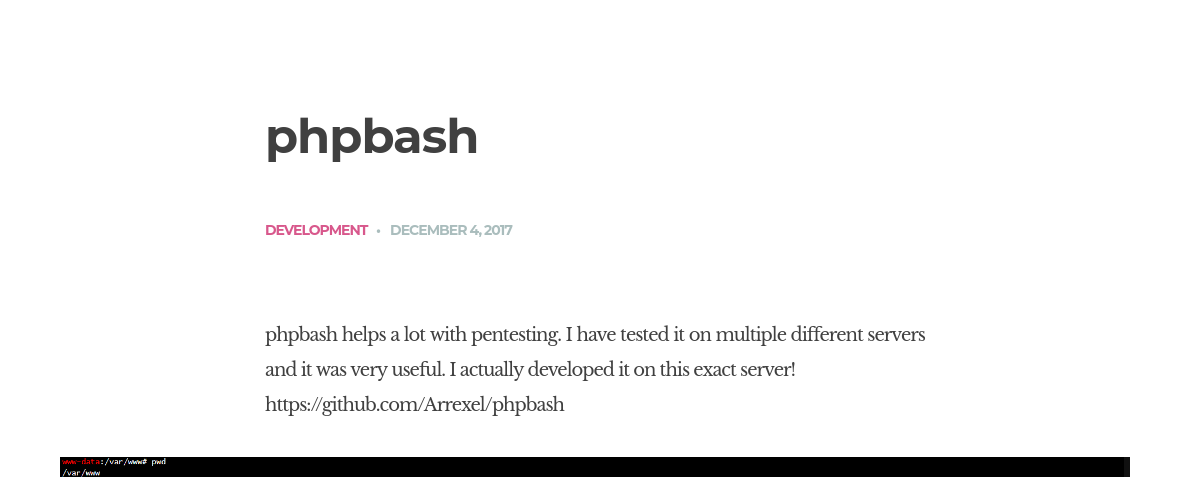 phpbash
DEVELOPMENT • DECEMBER 4, 2017
phpbash helps a lot with pentesting. I have tested it on multiple different servers
and it was very useful. I actually developed it on this exact server!
https://github.com/Arrexel/phpbash
www-data:/var/www# pwd
/var/www